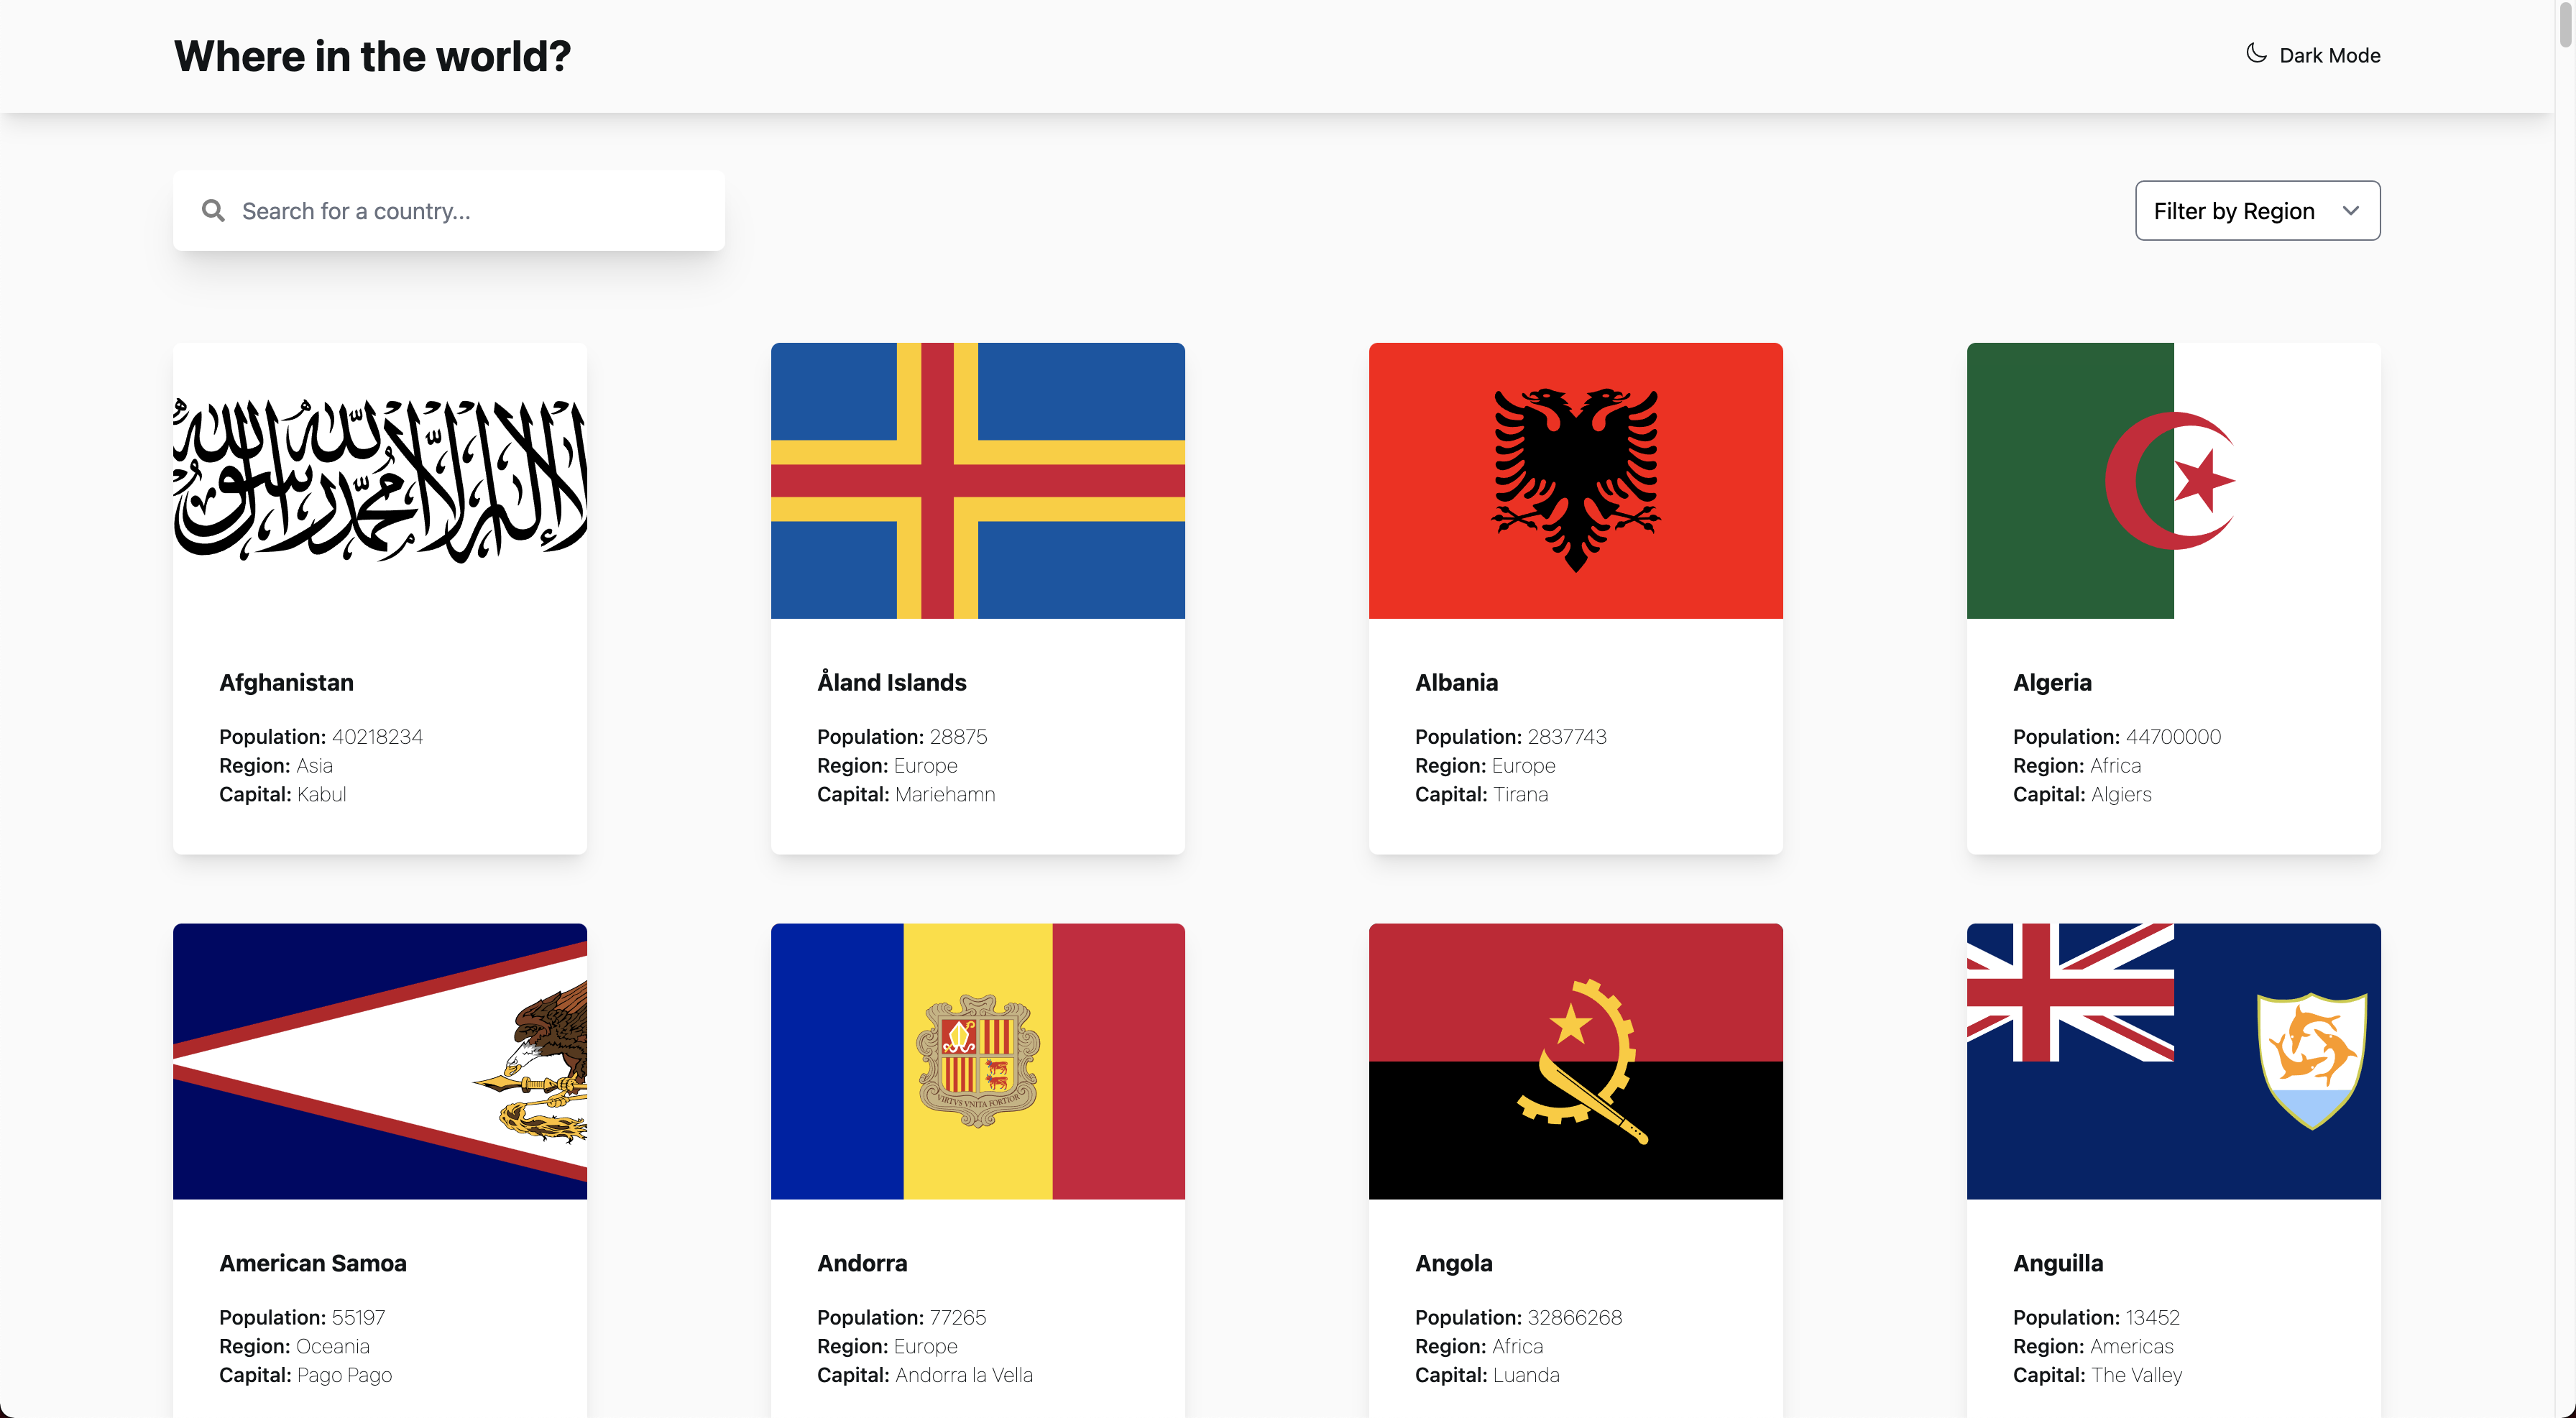 Where in the world?
Dark Mode
Search for a country...
Filter by Region
لا إله إلا الله محمد رسول الله
Afghanistan
Population: 40218234
Region: Asia
Capital: Kabul
Åland Islands
Population: 28875
Region: Europe
Capital: Mariehamn
Albania
Population: 2837743
Region: Europe
Capital: Tirana
Algeria
Population: 44700000
Region: Africa
Capital: Algiers
VIRTVS VNITA FORTIOR
American Samoa
Population: 55197
Region: Oceania
Capital: Pago Pago
Andorra
Population: 77265
Region: Europe
Capital: Andorra la Vella
Angola
Population: 32866268
Region: Africa
Capital: Luanda
Anguilla
Population: 13452
Region: Americas
Capital: The Valley